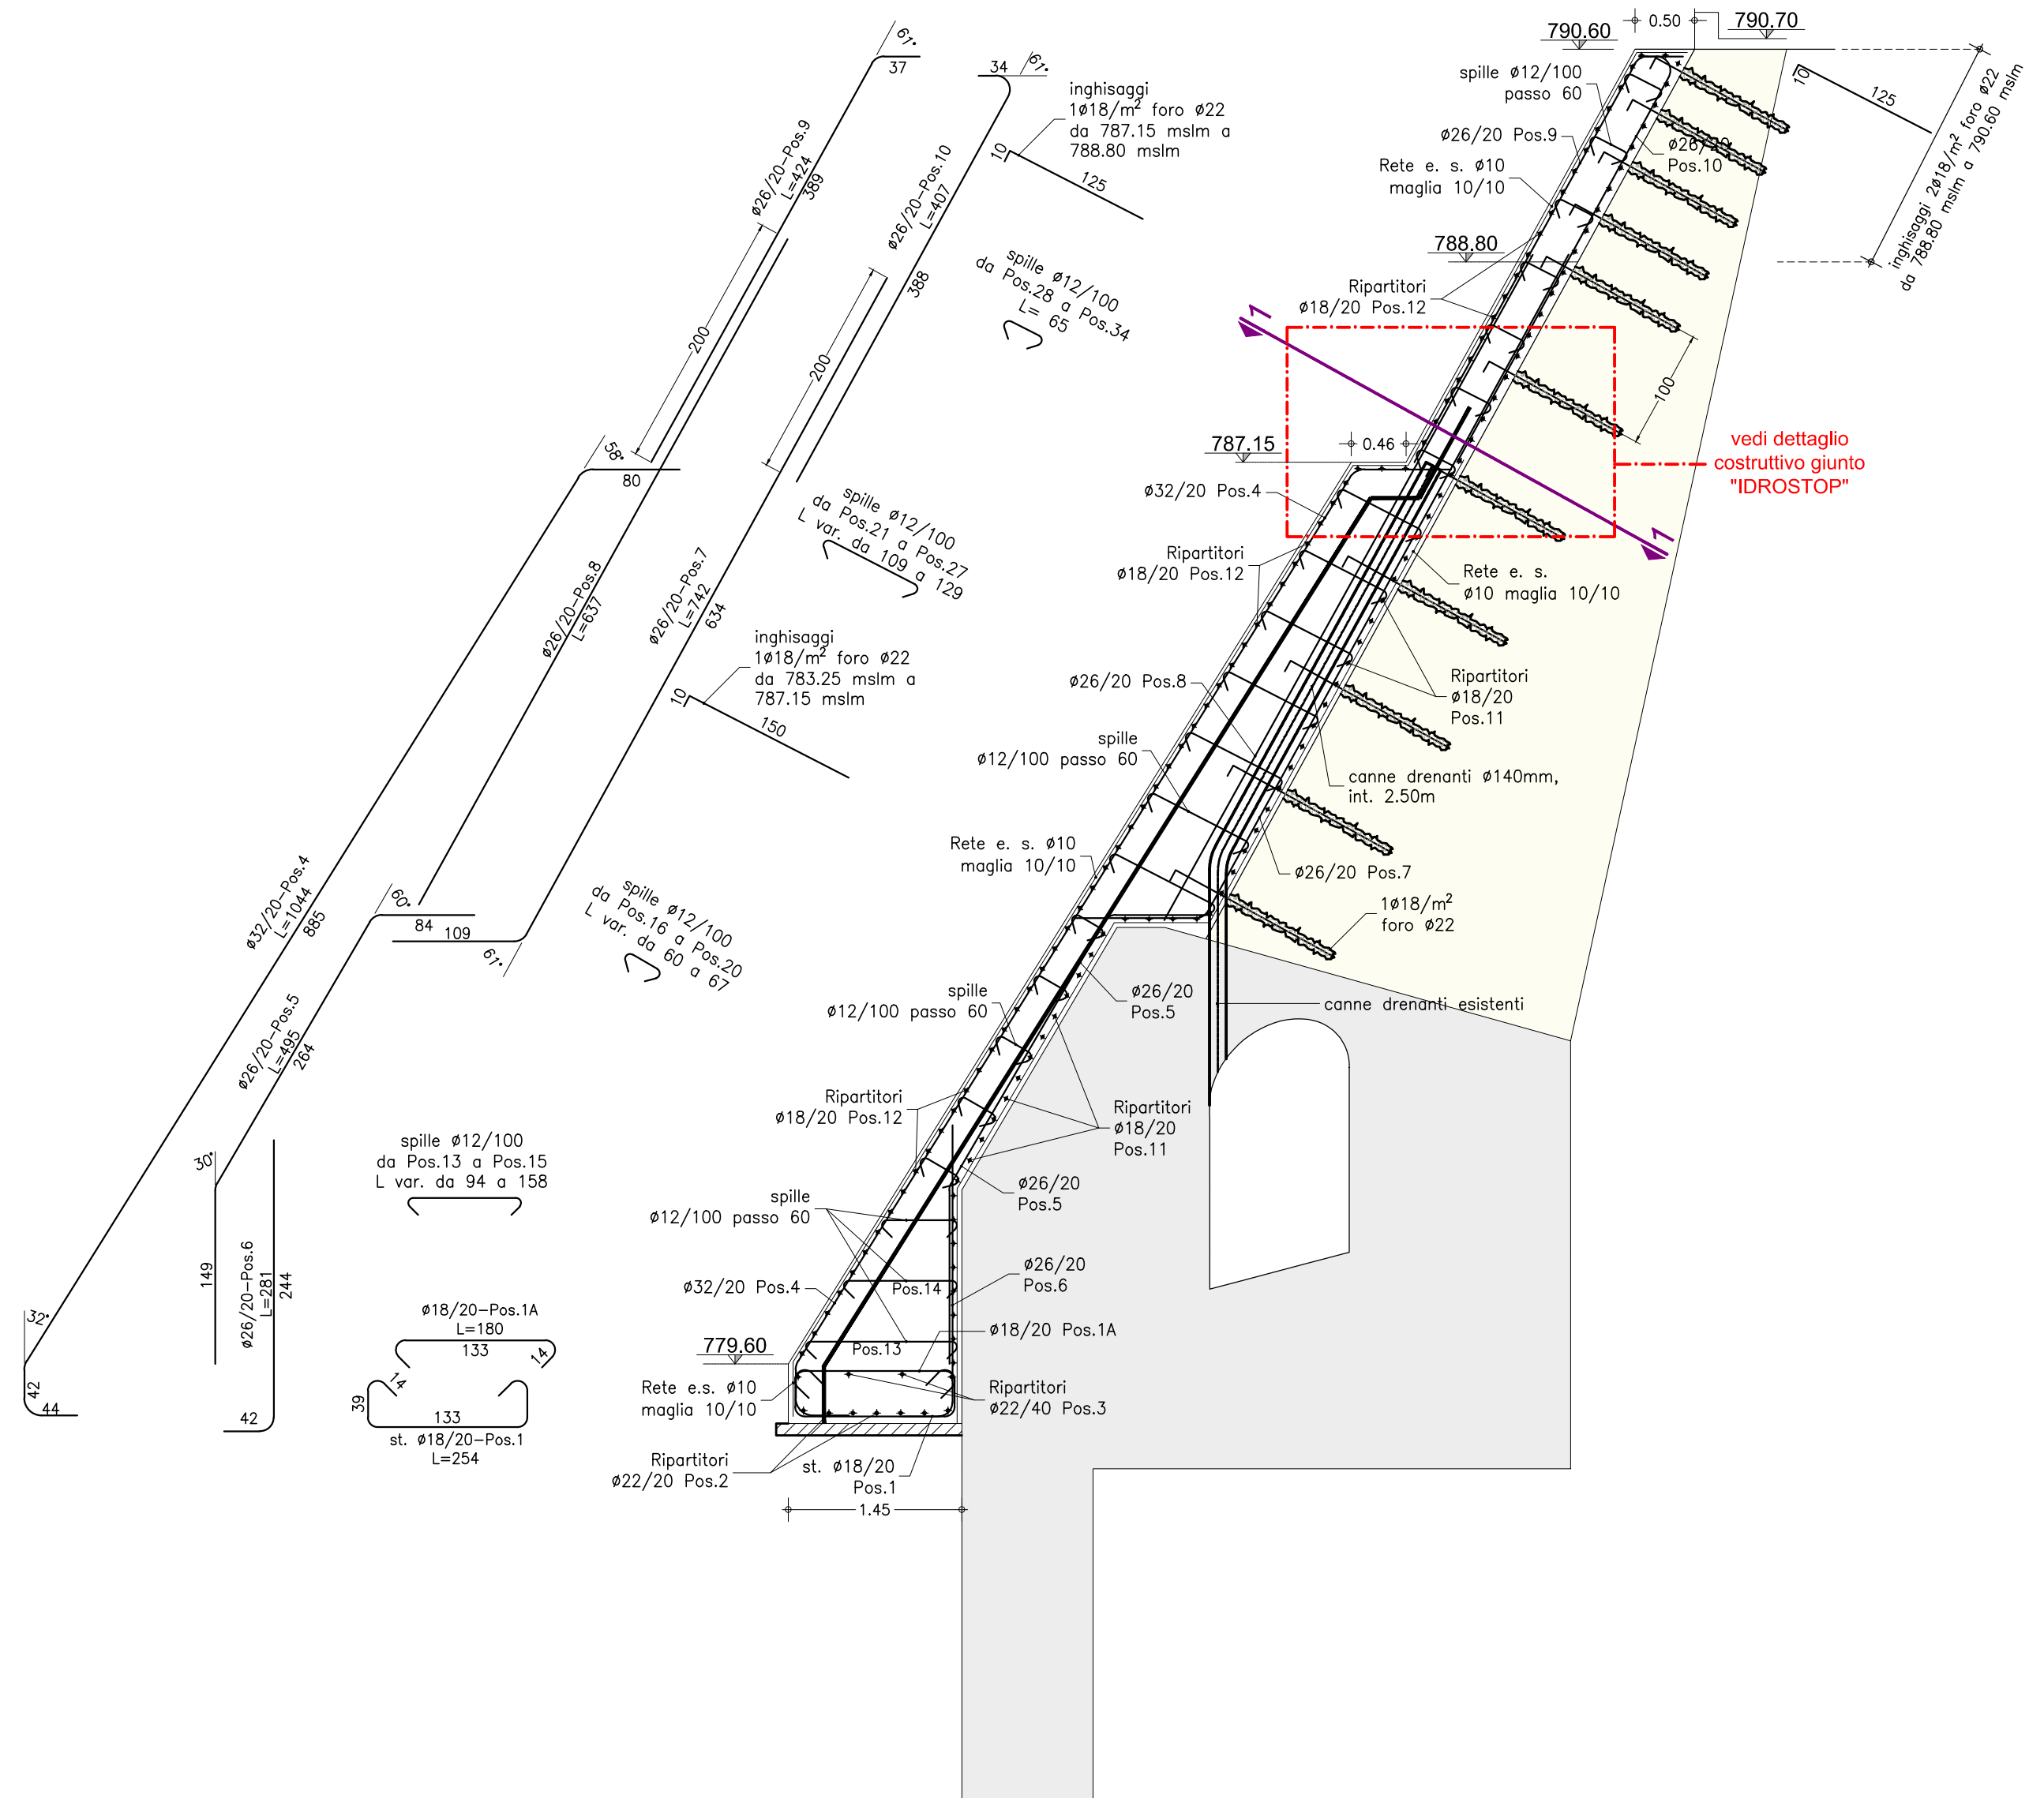 61°
37
ø26/20-Pos.9
L=424
389
200
34
61°
ø26/20-Pos.10
L=407
388
200
inghisaggi
1ø18/m² foro ø22
da 787.15 mslm a
788.80 mslm
10
125
spille ø12/100
da Pos.28 a Pos.34
L= 65
58°
80
ø26/20-Pos.8
L=637
ø26/20-Pos.7
L=742
634
spille ø12/100
da Pos.21 a Pos.27
L var. da 109 a 129
inghisaggi
1ø18/m² foro ø22
da 783.25 mslm a
787.15 mslm
10
150
ø32/20-Pos.4
L=1044
885
60°
84
109
61°
spille ø12/100
da Pos.16 a Pos.20
L var. da 60 a 67
ø26/20-Pos.5
L=495
264
30°
149
ø26/20-Pos.6
L=281
244
42
32°
42
44
spille ø12/100
da Pos.13 a Pos.15
L var. da 94 a 158
ø18/20-Pos.1A
L=180
133
14
14
39
133
st. ø18/20-Pos.1
L=254
790.60
0.50
790.70
spille ø12/100
passo 60
ø26/20 Pos.9
Rete e. s. ø10
maglia 10/10
Pos.10
788.80
Ripartitori
ø18/20 Pos.12
10
125
inghisaggi 2ø18/m² foro ø22
da 788.80 mslm a 790.60 mslm
100
1
1
787.15
0.46
vedi dettaglio
costruttivo giunto
"IDROSTOP"
ø32/20 Pos.4
Ripartitori
ø18/20 Pos.12
Rete e. s.
ø10 maglia 10/10
ø26/20 Pos.8
Ripartitori
ø18/20
Pos.11
spille
ø12/100 passo 60
canne drenanti ø140mm,
int. 2.50m
Rete e. s. ø10
maglia 10/10
ø26/20 Pos.7
1ø18/m²
foro ø22
spille
ø12/100 passo 60
ø26/20
Pos.5
canne drenanti esistenti
Ripartitori
ø18/20 Pos.12
Ripartitori
ø18/20
Pos.11
ø26/20
Pos.5
spille
ø12/100 passo 60
ø26/20
Pos.6
ø32/20 Pos.4
Pos.14
ø18/20 Pos.1A
779.60
Pos.13
Rete e.s. ø10
maglia 10/10
Ripartitori
ø22/40 Pos.3
Ripartitori
ø22/20 Pos.2
st. ø18/20
Pos.1
1.45